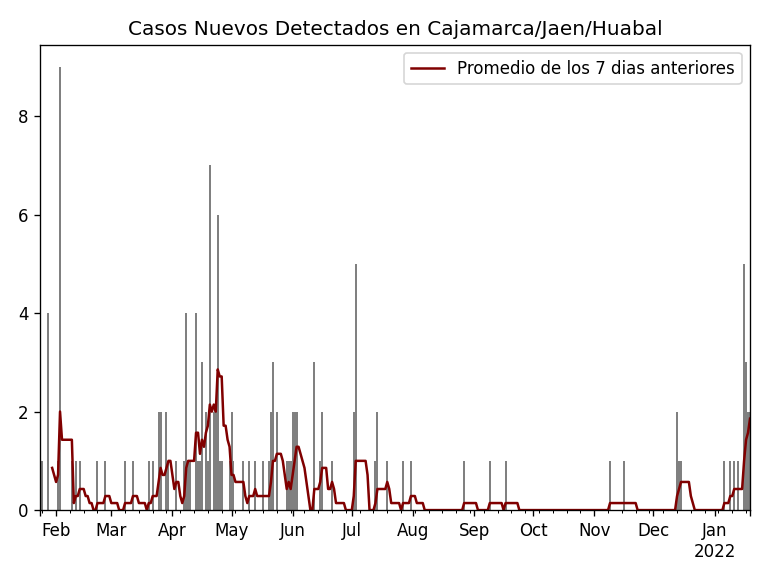 Casos Nuevos Detectados en Cajamarca/Jaen/Huabal
Promedio de los 7 dias anteriores
8
6
4
2
0
Feb Mar Apr May Jun Jul Aug Sep Oct Nov Dec Jan
2022